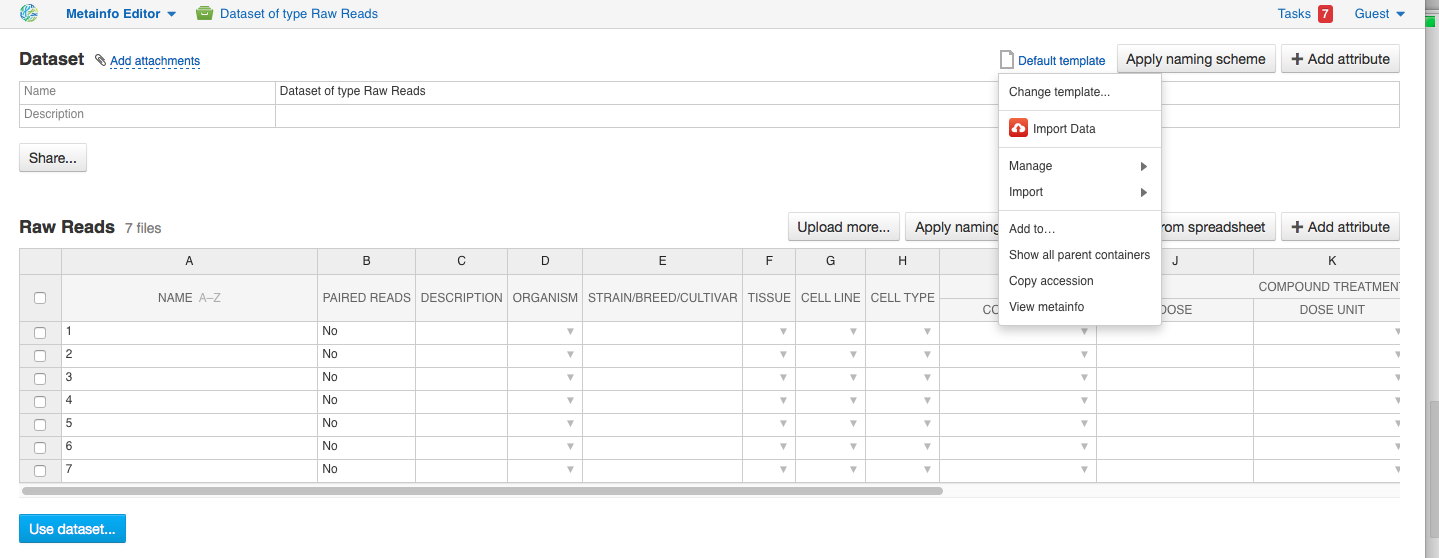 Metainfo Editor Dataset of type Raw Reads Tasks 7 Guest
Dataset Add attachments Default template Apply naming scheme + Add attribute
Name Dataset of type Raw Reads
Description
Change template...
Import Data
Share...
Manage
Import
Add to…
Show all parent containers
Copy accession
View metainfo
Raw Reads 7 files Upload more... Apply naming rom spreadsheet + Add attribute
A B C D E F G H J K
NAME A–Z PAIRED READS DESCRIPTION ORGANISM STRAIN/BREED/CULTIVAR TISSUE CELL LINE CELL TYPE COMPOUND TREATMENT
CO DOSE DOSE UNIT
1 No
2 No
3 No
4 No
5 No
6 No
7 No
Use dataset...